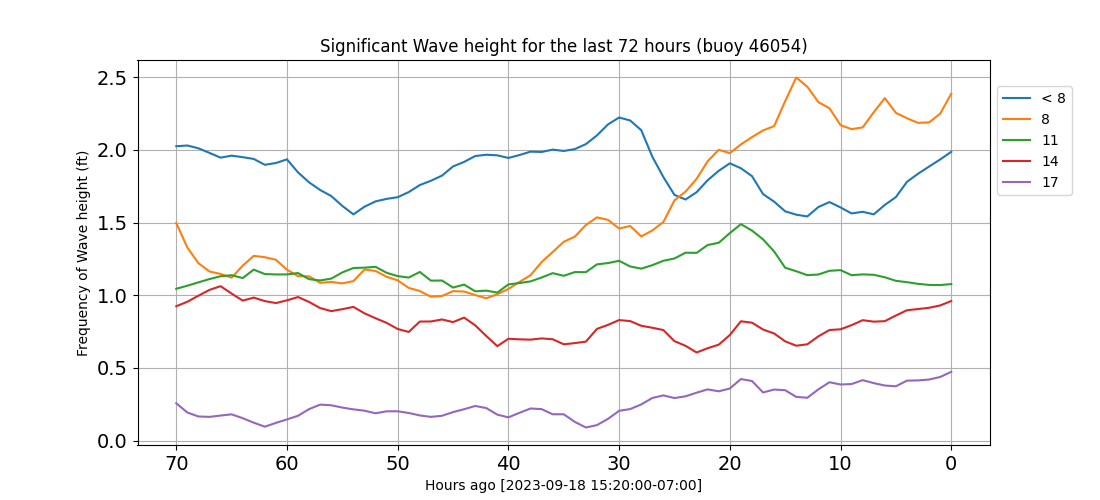 Significant Wave height for the last 72 hours (buoy 46054)
Frequency of Wave height (ft)
2.5
2.0
1.5
1.0
0.5
0.0
70 60 50 40 30 20 10 0
Hours ago [2023-09-18 15:20:00-07:00]
< 8
8
11
14
17